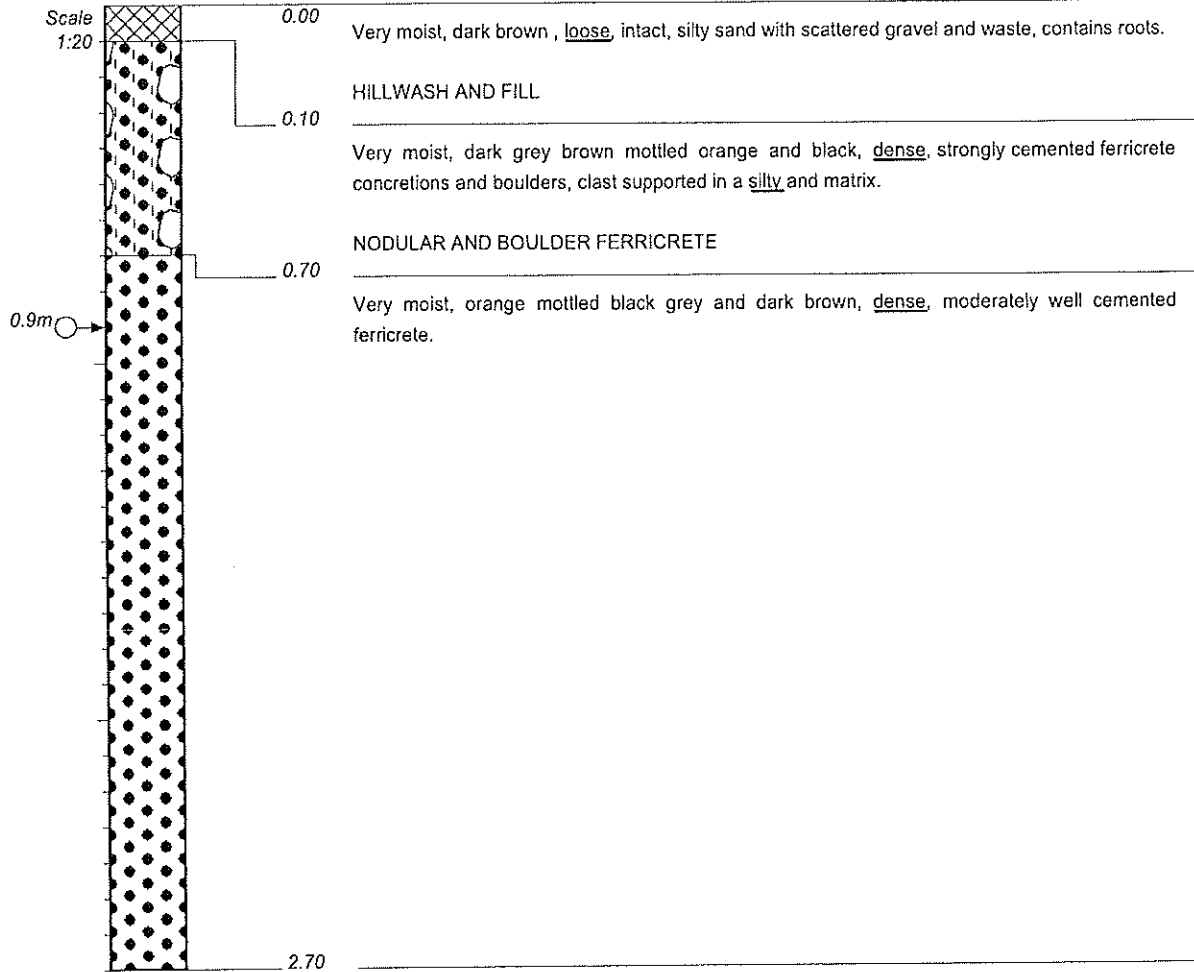 Scale
1:20
0.00
Very moist, dark brown , loose, intact, silty sand with scattered gravel and waste, contains roots.
HILLWASH AND FILL
0.10
Very moist, dark grey brown mottled orange and black, dense, strongly cemented ferricrete
concretions and boulders, clast supported in a silty and matrix.
NODULAR AND BOULDER FERRICRETE
0.70
Very moist, orange mottled black grey and dark brown, dense, moderately well cemented
ferricrete.
0.9m
2.70